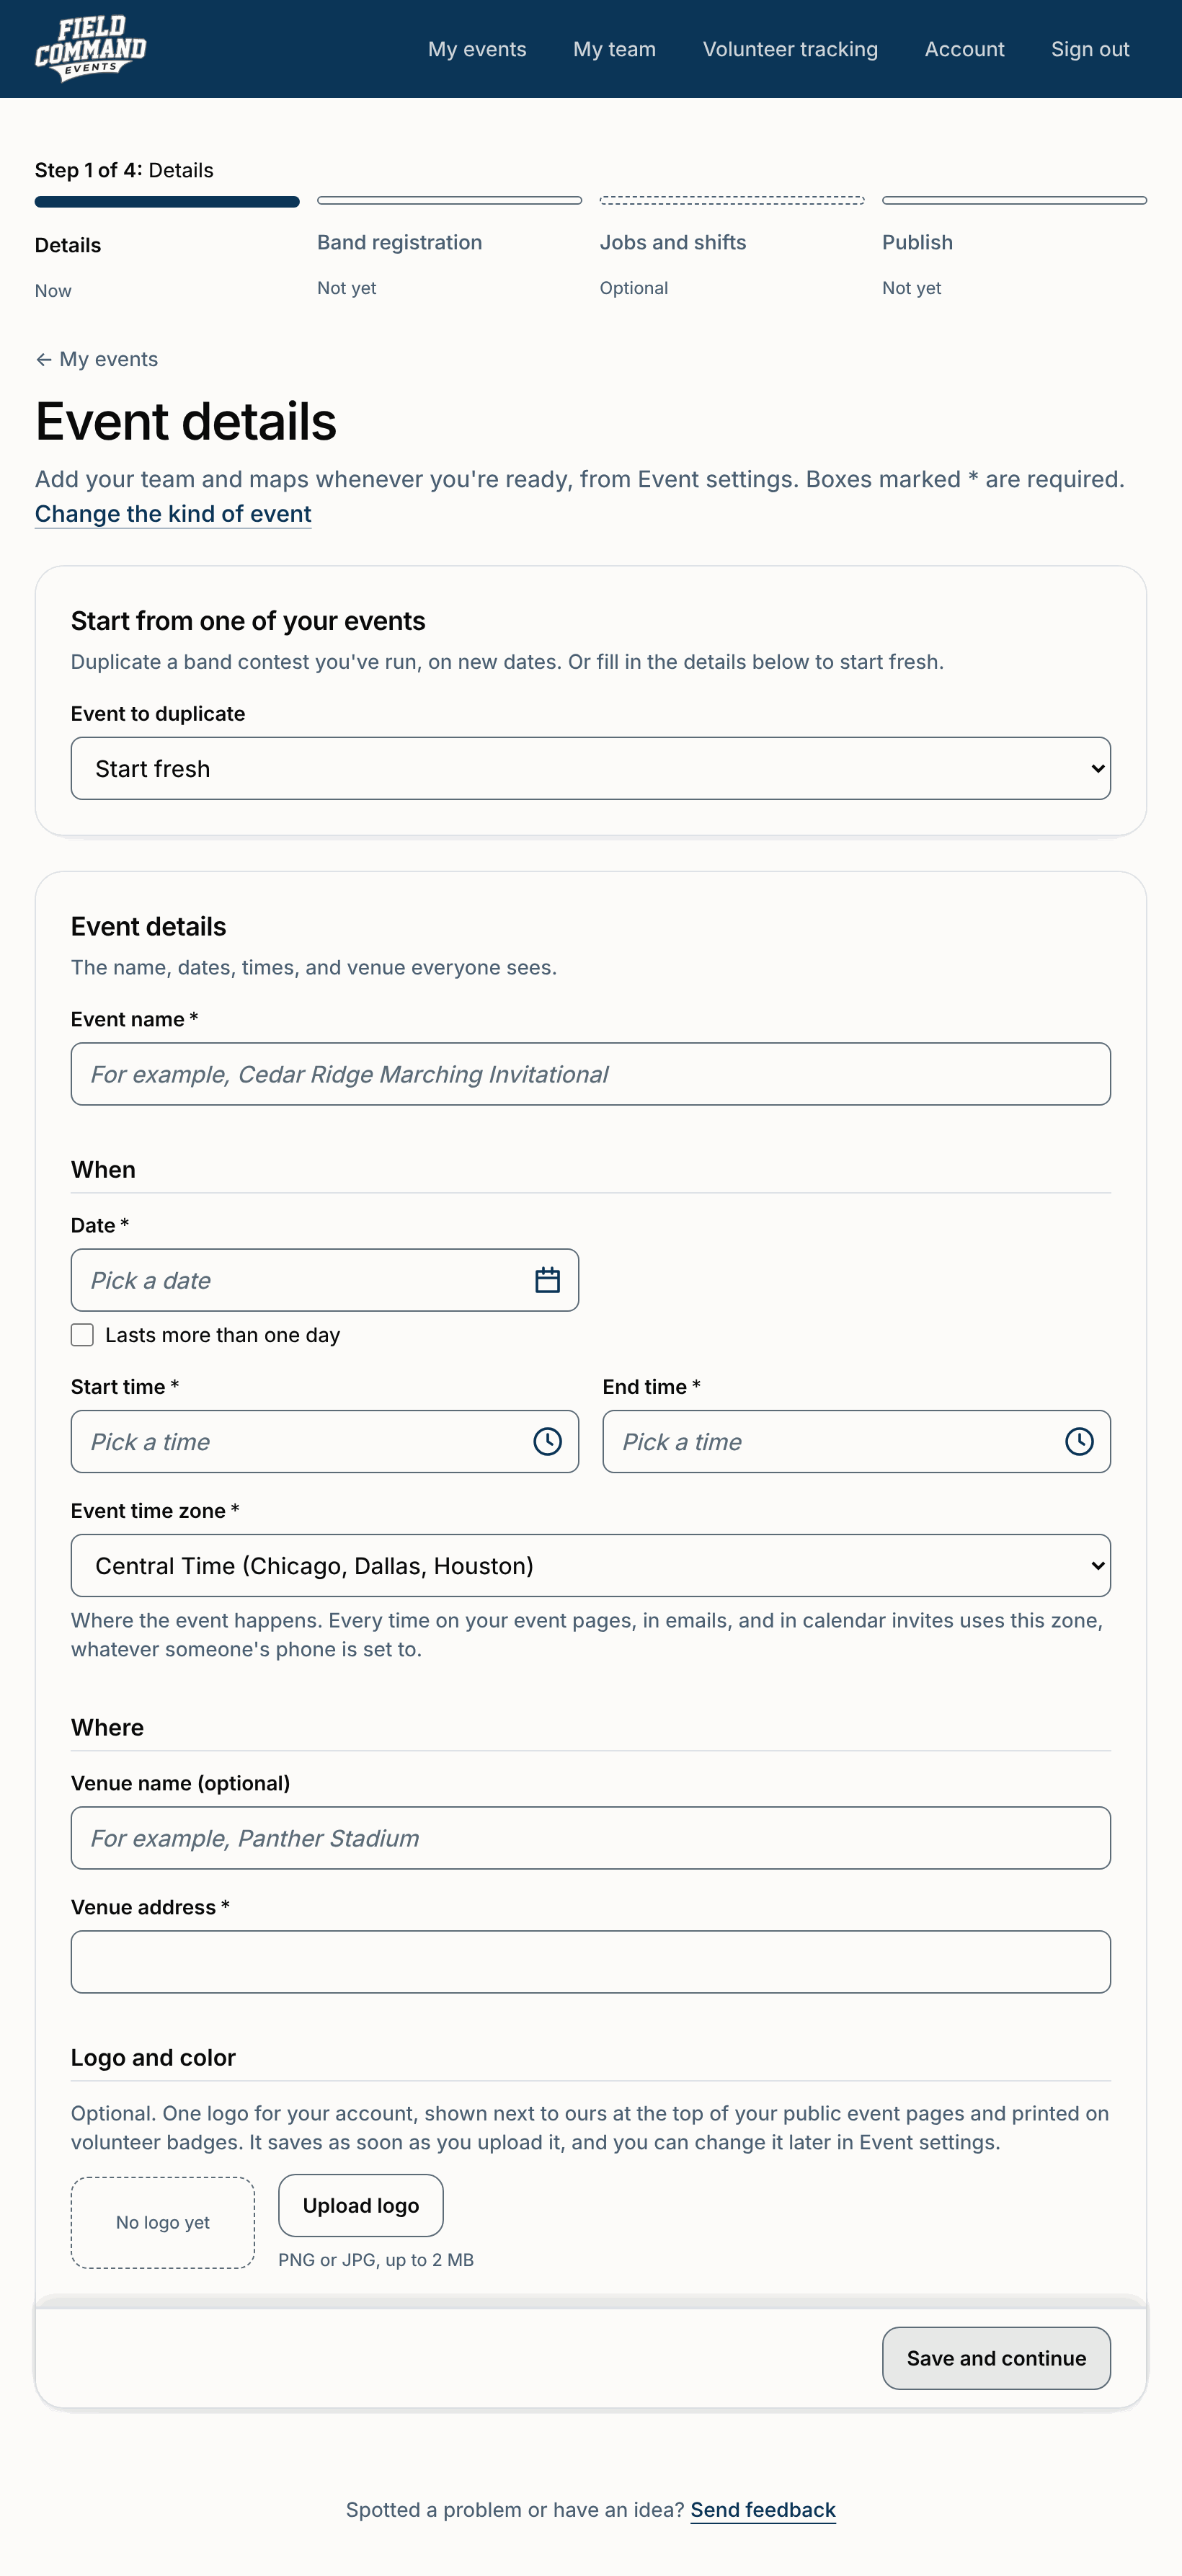 FIELD
COMMAND
EVENTS
My events
My team
Volunteer tracking
Account
Sign out
Step 1 of 4: Details
Details
Now
Band registration
Not yet
Jobs and shifts
Optional
Publish
Not yet
← My events
Event details
Add your team and maps whenever you're ready, from Event settings. Boxes marked * are required.
Change the kind of event
Start from one of your events
Duplicate a band contest you've run, on new dates. Or fill in the details below to start fresh.
Event to duplicate
Start fresh
Event details
The name, dates, times, and venue everyone sees.
Event name *
For example, Cedar Ridge Marching Invitational
When
Date *
Pick a date
Lasts more than one day
Start time *
Pick a time
End time *
Pick a time
Event time zone *
Central Time (Chicago, Dallas, Houston)
Where the event happens. Every time on your event pages, in emails, and in calendar invites uses this zone,
whatever someone's phone is set to.
Where
Venue name (optional)
For example, Panther Stadium
Venue address *
Logo and color
Optional. One logo for your account, shown next to ours at the top of your public event pages and printed on
volunteer badges. It saves as soon as you upload it, and you can change it later in Event settings.
No logo yet
Upload logo
PNG or JPG, up to 2 MB
Save and continue
Spotted a problem or have an idea? Send feedback